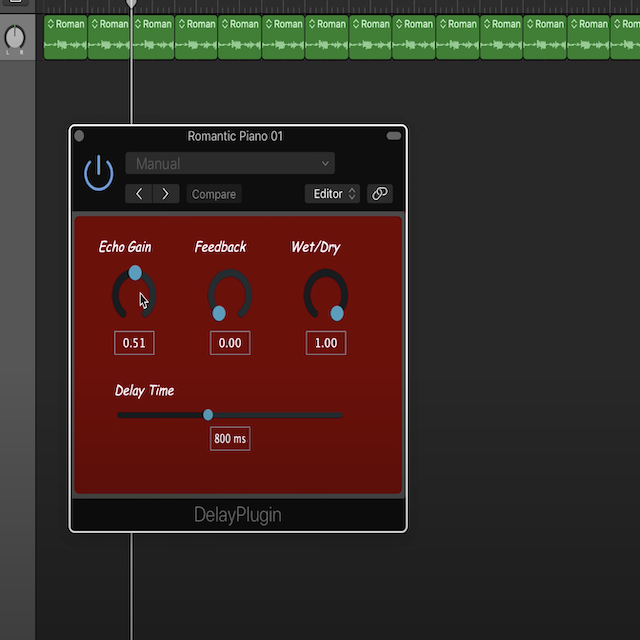 Roman Roman Roman Roman Roman Roman Roman Roman Roman Roman Roman Roman Roman Rom
L R
Romantic Piano 01
Manual
Compare
Editor
Echo Gain Feedback Wet/Dry
0.51 0.00 1.00
Delay Time
800 ms
DelayPlugin